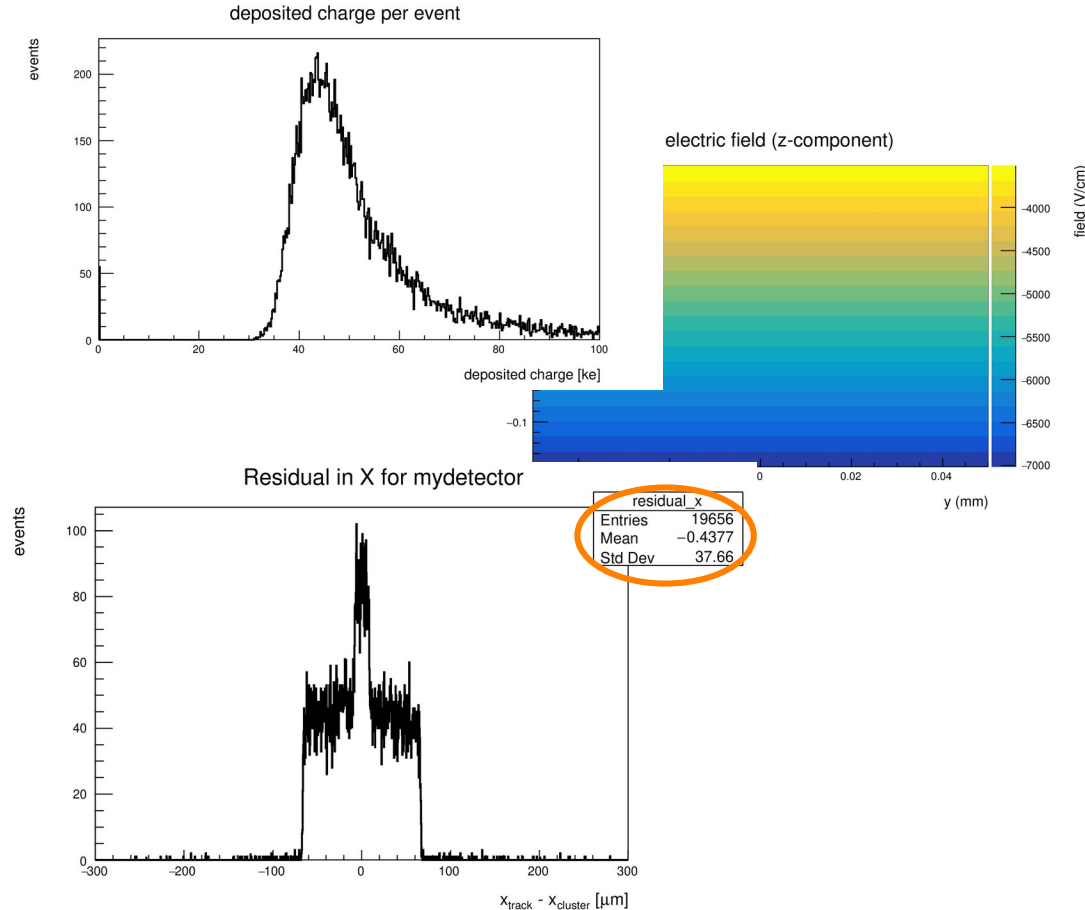 deposited charge per event
events
200
150
100
50
0
0 20 40 60 80 100
deposited charge [ke]
electric field (z-component)
−4000
−4500
−5000
−5500
−6000
−6500
−7000
field (V/cm)
−0.1
0 0.02 0.04
y (mm)
Residual in X for mydetector
residual_x
Entries 19656
Mean −0.4377
Std Dev 37.66
events
100
80
60
40
20
0
−300 −200 −100 0 100 200 300
x_track - x_cluster [μm]